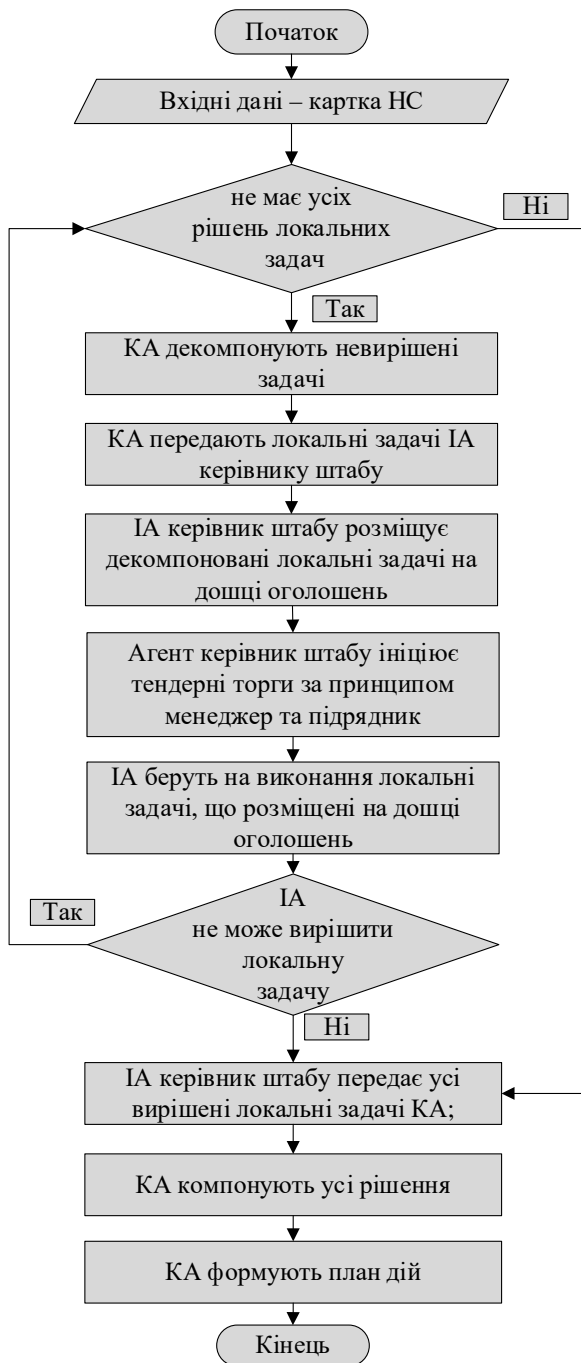 Початок
Вхідні дані – картка НС
не має усіх
рішень локальних
задач
Ні
Так
КА декомпонують невирішені
задачі
КА передають локальні задачі ІА
керівнику штабу
ІА керівник штабу розміщує
декомпоновані локальні задачі на
дошці оголошень
Агент керівник штабу ініціює
тендерні торги за принципом
менеджер та підрядник
ІА беруть на виконання локальні
задачі, що розміщені на дошці
оголошень
ІА
не може вирішити
локальну
задачу
Так
Ні
ІА керівник штабу передає усі
вирішені локальні задачі КА;
КА компонують усі рішення
КА формують план дій
Кінець